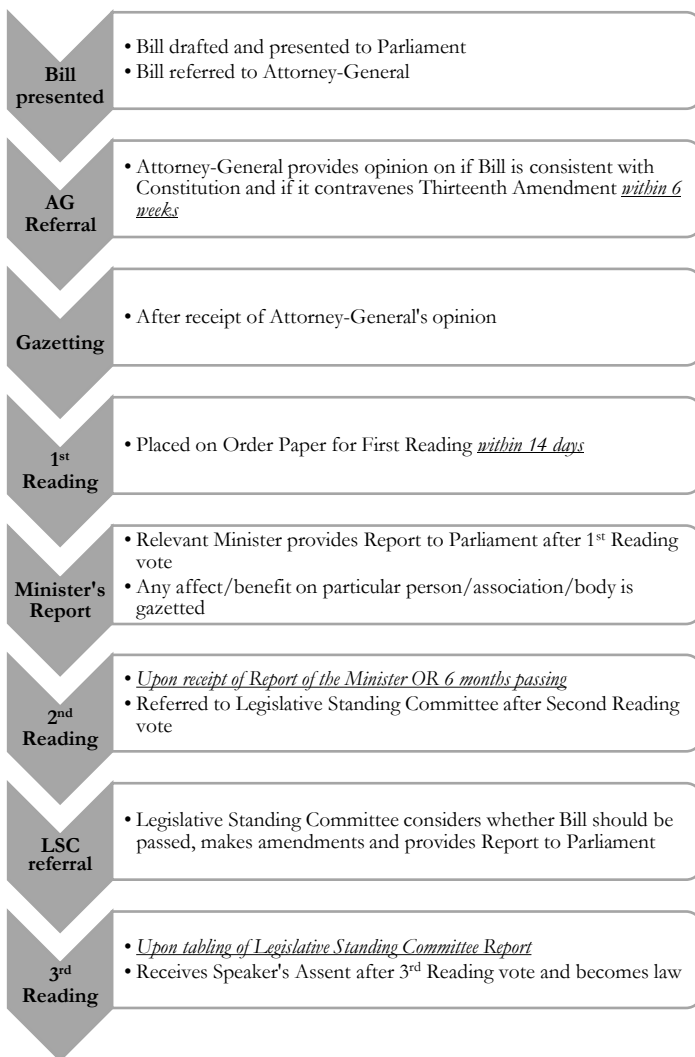 Bill
presented
• Bill drafted and presented to Parliament
• Bill referred to Attorney-General
AG
Referral
• Attorney-General provides opinion on if Bill is consistent with
Constitution and if it contravenes Thirteenth Amendment within 6
weeks
Gazetting
• After receipt of Attorney-General's opinion
1st
Reading
• Placed on Order Paper for First Reading within 14 days
Minister's
Report
• Relevant Minister provides Report to Parliament after 1st Reading
vote
• Any affect/benefit on particular person/association/body is
gazetted
2nd
Reading
• Upon receipt of Report of the Minister OR 6 months passing
• Referred to Legislative Standing Committee after Second Reading
vote
LSC
referral
• Legislative Standing Committee considers whether Bill should be
passed, makes amendments and provides Report to Parliament
3rd
Reading
• Upon tabling of Legislative Standing Committee Report
• Receives Speaker's Assent after 3rd Reading vote and becomes law